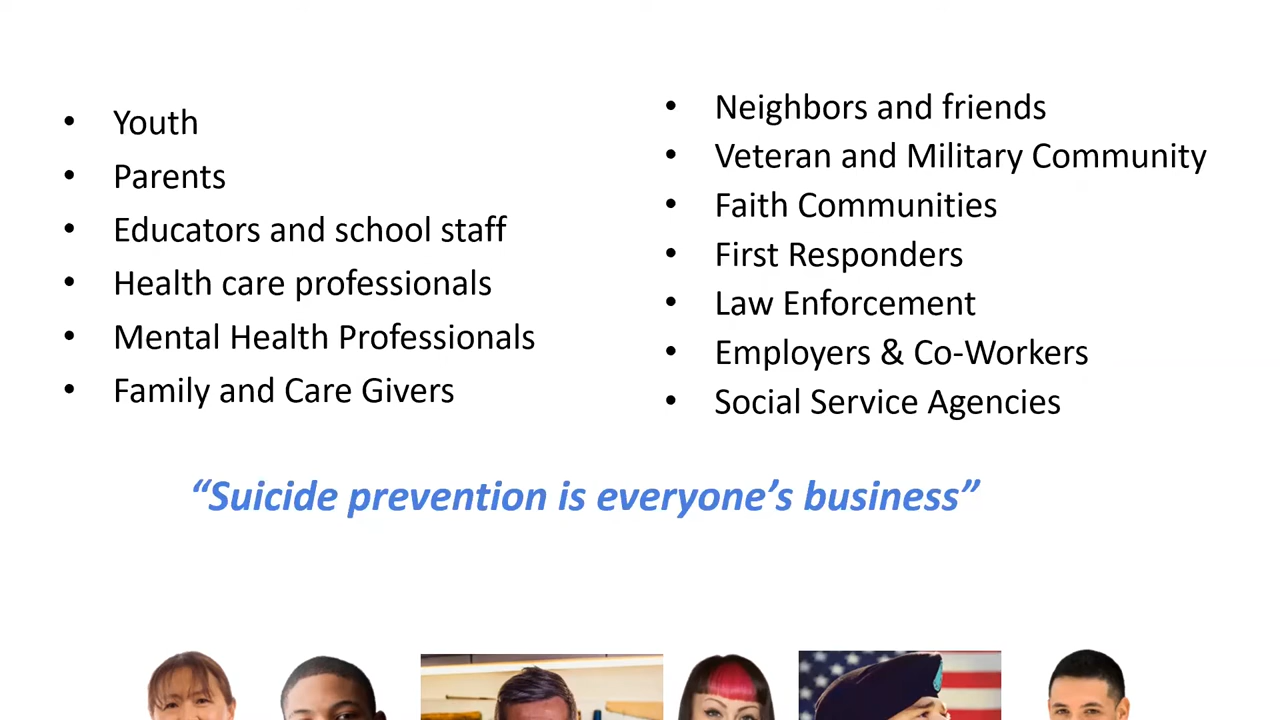 • Youth
• Parents
• Educators and school staff
• Health care professionals
• Mental Health Professionals
• Family and Care Givers
• Neighbors and friends
• Veteran and Military Community
• Faith Communities
• First Responders
• Law Enforcement
• Employers & Co-Workers
• Social Service Agencies
“Suicide prevention is everyone’s business”